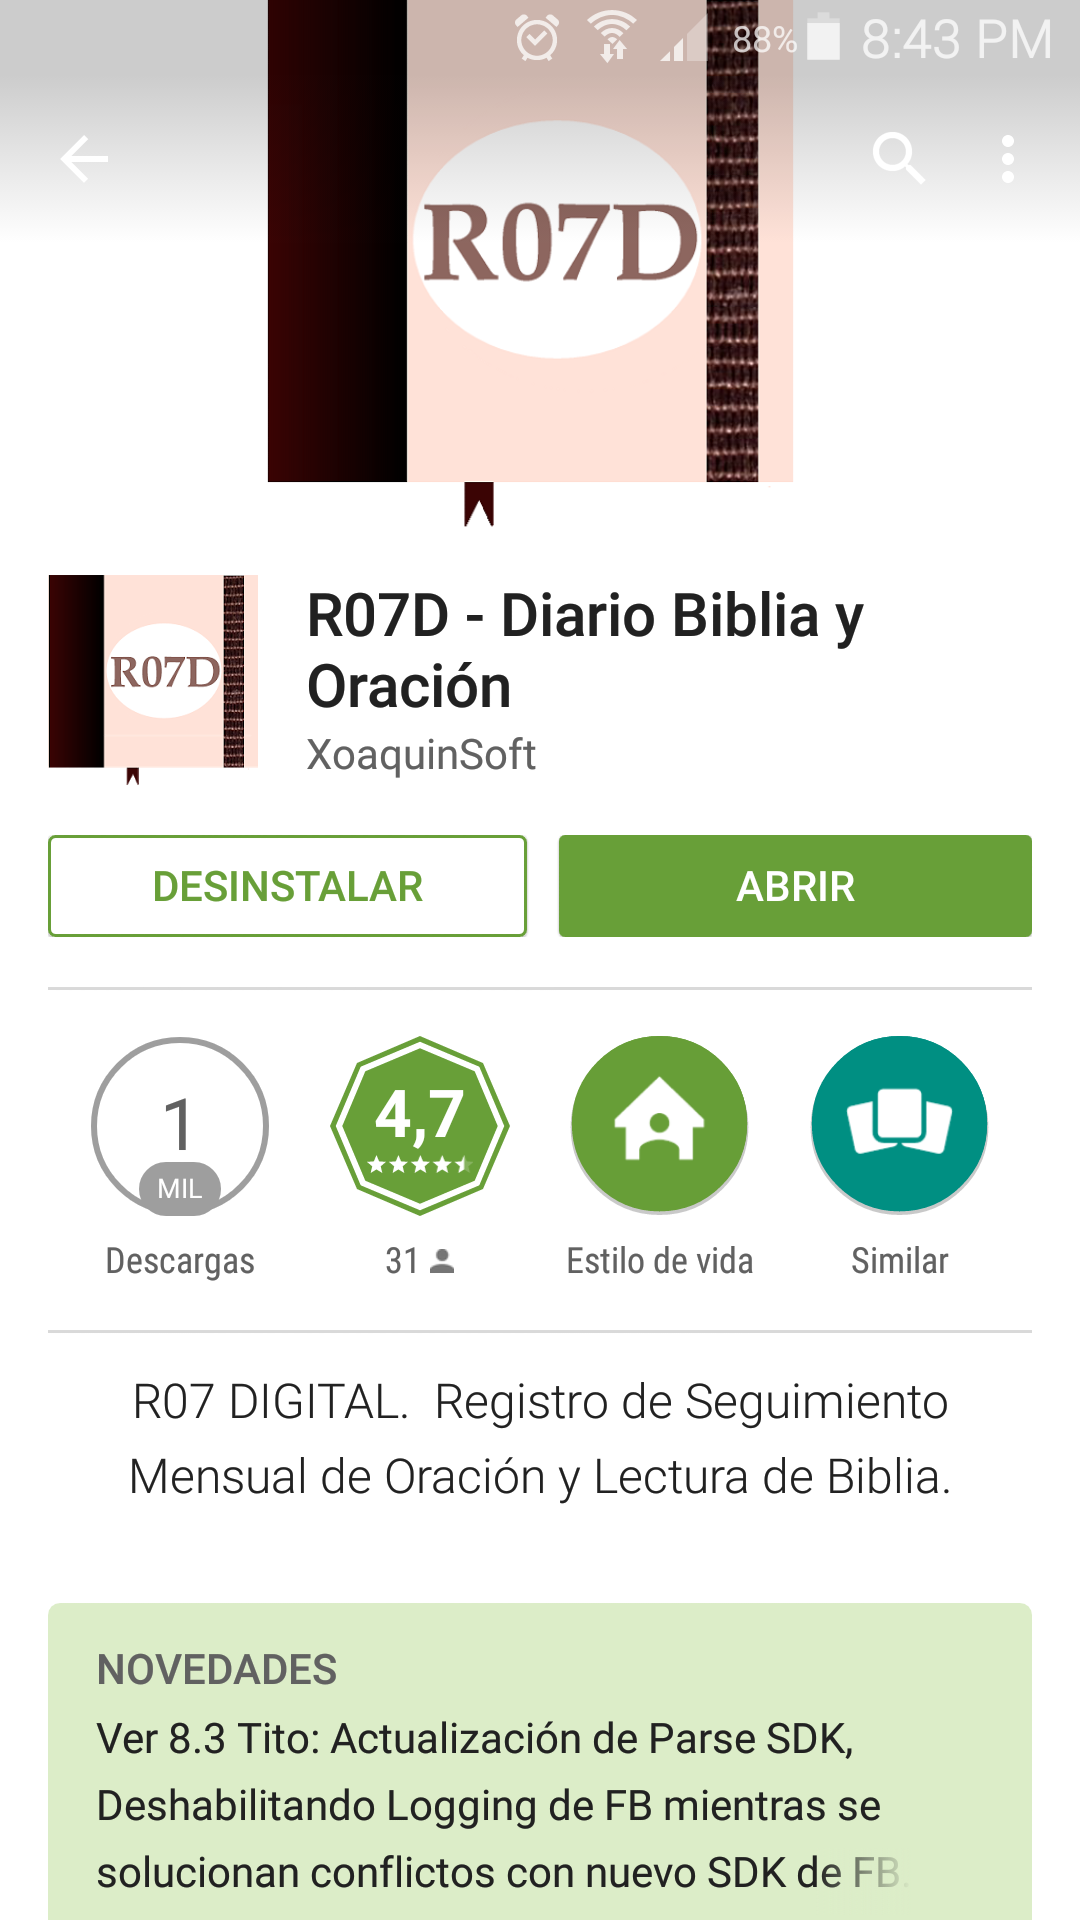 88% 8:43 PM
R07D
R07D
R07D - Diario Biblia y
Oración
XoaquinSoft
DESINSTALAR ABRIR
1
MIL
4,7
Descargas 31 Estilo de vida Similar
R07 DIGITAL. Registro de Seguimiento
Mensual de Oración y Lectura de Biblia.
NOVEDADES
Ver 8.3 Tito: Actualización de Parse SDK,
Deshabilitando Logging de FB mientras se
solucionan conflictos con nuevo SDK de FB.